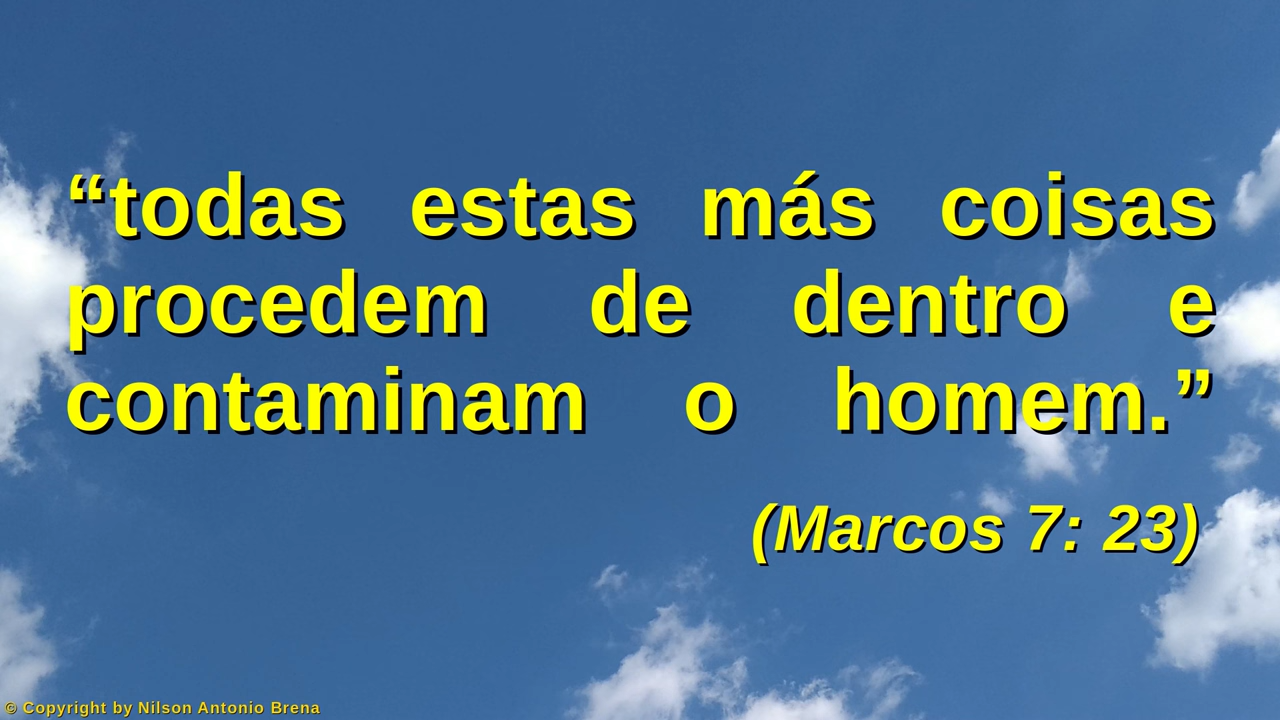 “todas estas más coisas
procedem de dentro e
contaminam o homem.”
(Marcos 7: 23)
© Copyright by Nilson Antonio Brena